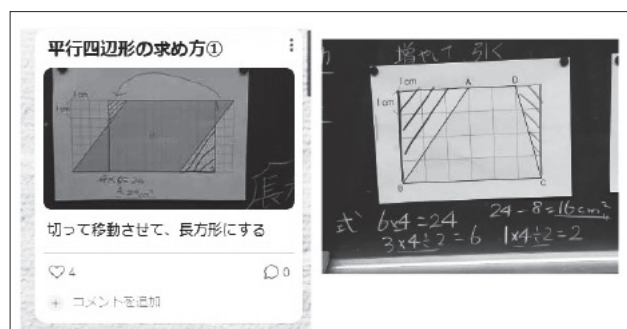 平行四辺形の求め方①
1cm
1cm
4×6=24
切って移動させて、長方形にする
4
0
コメントを追加
増やして 引く
1cm
A
D
1cm
B
C
式 6×4=24
24-8=16cm²
3×4÷2=6
1×4÷2=2